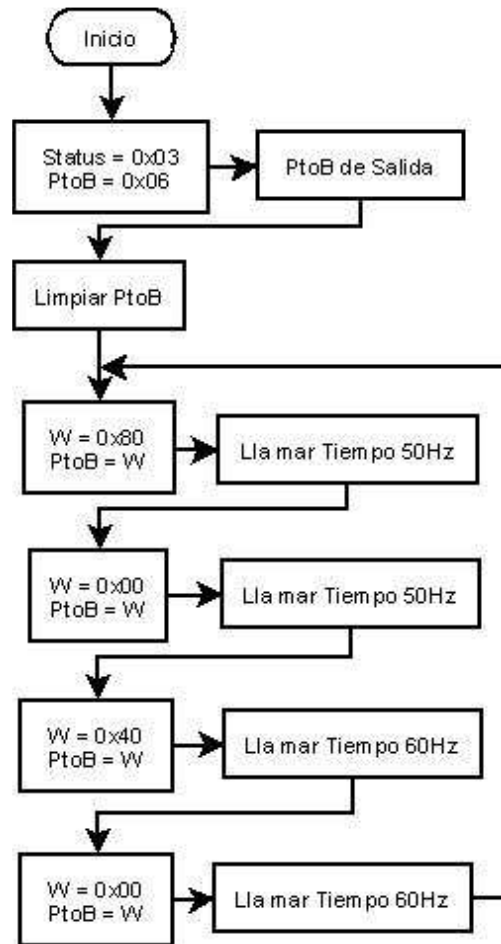 Inicio
Status = 0x03
PtoB = 0x06
PtoB de Salida
Limpiar PtoB
W = 0x80
PtoB = W
Lla mar Tiempo 50Hz
W = 0x00
PtoB = W
Lla mar Tiempo 50Hz
W = 0x40
PtoB = W
Lla mar Tiempo 60Hz
W = 0x00
PtoB = W
Lla mar Tiempo 60Hz